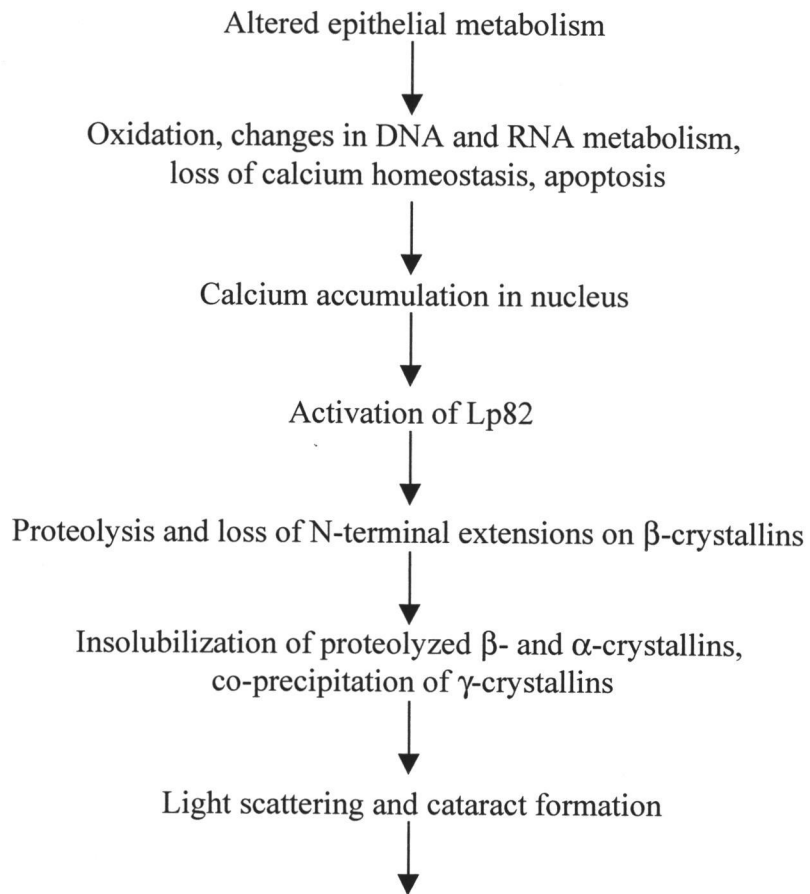 Altered epithelial metabolism
Oxidation, changes in DNA and RNA metabolism,
loss of calcium homeostasis, apoptosis
Calcium accumulation in nucleus
Activation of Lp82
Proteolysis and loss of N-terminal extensions on β-crystallins
Insolubilization of proteolyzed β- and α-crystallins,
co-precipitation of γ-crystallins
Light scattering and cataract formation